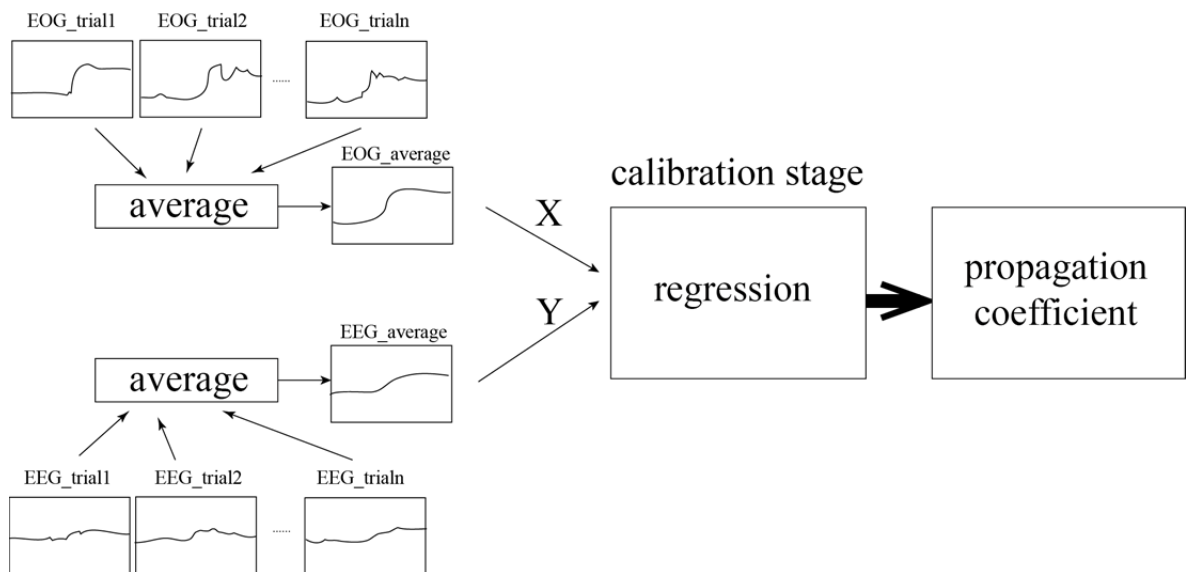 EOG_trial1
EOG_trial2
EOG_trialn
......
EOG_average
average
calibration stage
X
regression
propagation
coefficient
Y
EEG_average
average
EEG_trial1
EEG_trial2
EEG_trialn
......